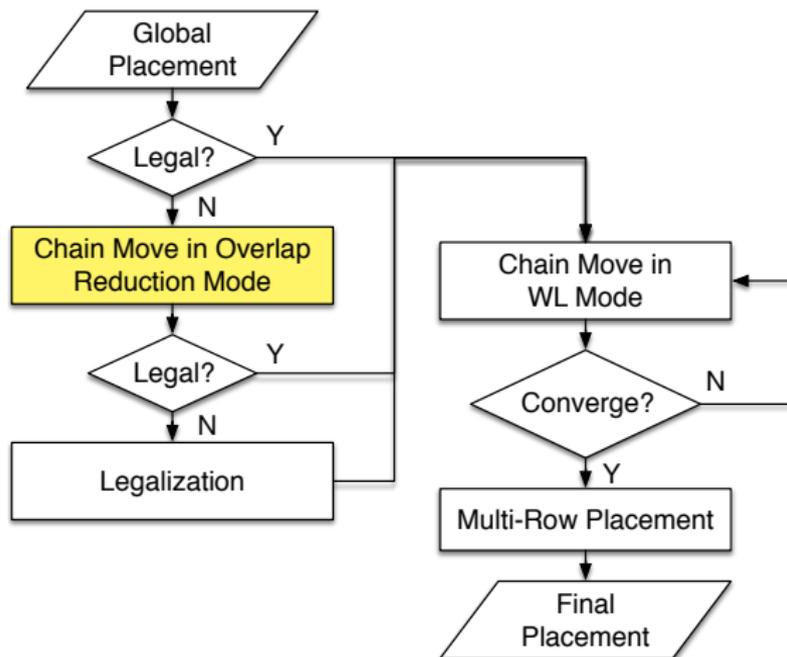 Global
Placement
Legal?
Y
N
Chain Move in Overlap
Reduction Mode
Legal?
Y
N
Legalization
Chain Move in
WL Mode
Converge?
N
Y
Multi-Row Placement
Final
Placement